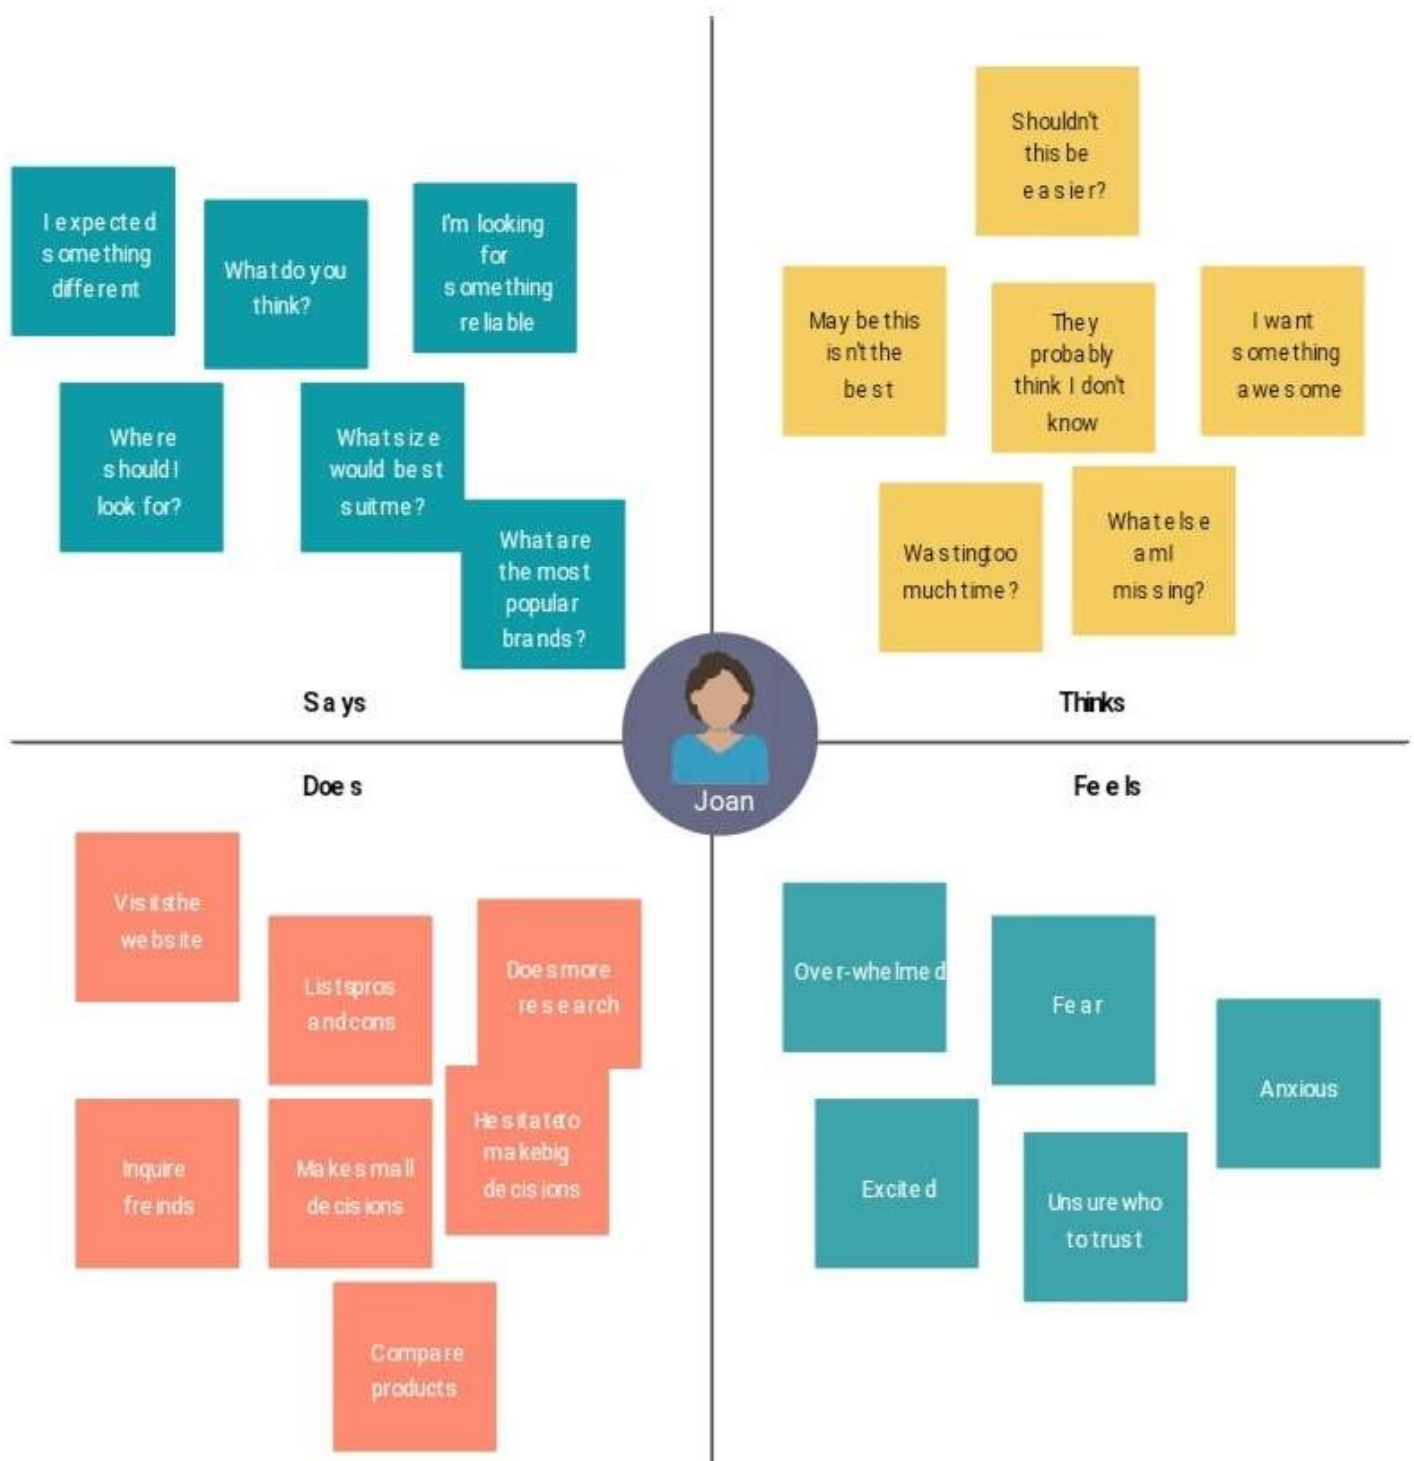 I expected
something
different
What do you
think?
I'm looking
for
something
reliable
Where
should I
look for?
What size
would best
suit me?
What are
the most
popular
brands?
Says
Shouldn't
this be
easier?
May be this
isn't the
best
They
probably
think I don't
know
I want
something
awesome
Wasting too
much time?
What else
am I
missing?
Thinks
Joan
Does
Visits the
website
Lists pros
and cons
Does more
research
Inquire
freinds
Make small
decisions
Hesitate to
make big
decisions
Compare
products
Feels
Over-whelmed
Fear
Anxious
Excited
Unsure who
to trust